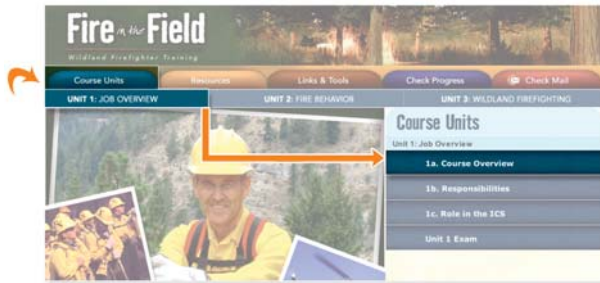 Fire in the Field
Wildland Firefighter Training
Course Units
Resources
Links & Tools
Check Progress
Check Mail
UNIT 1: JOB OVERVIEW
UNIT 2: FIRE BEHAVIOR
UNIT 3: WILDLAND FIREFIGHTING
Course Units
Unit 1: Job Overview
1a. Course Overview
1b. Responsibilities
1c. Role in the ICS
Unit 1 Exam